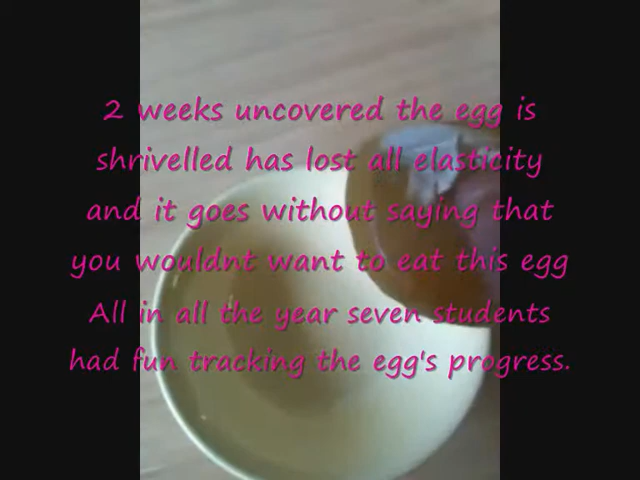 2 weeks uncovered the egg is
shrivelled has lost all elasticity
and it goes without saying that
you wouldnt want to eat this egg
All in all the year seven students
had fun tracking the egg's progress.